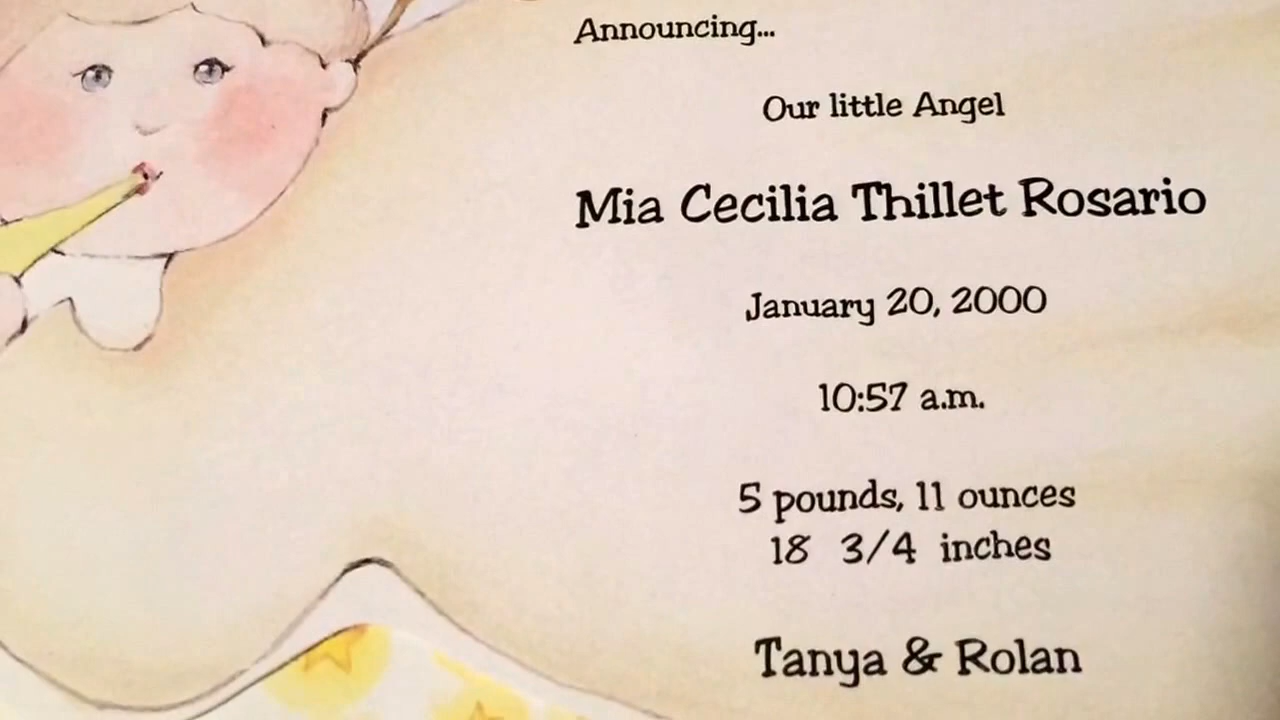 Announcing...
Our little Angel
Mia Cecilia Thillet Rosario
January 20, 2000
10:57 a.m.
5 pounds, 11 ounces
18 3/4 inches
Tanya & Rolan